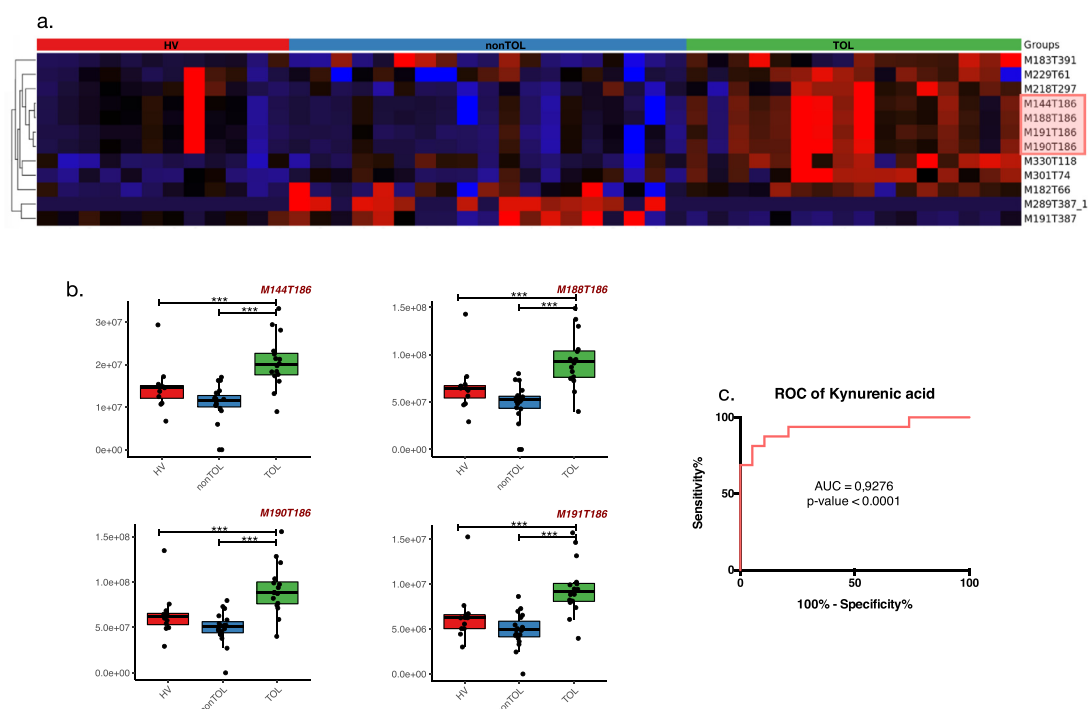 a.
HV nonTOL TOL Groups
M183T391
M229T61
M218T297
M144T186
M188T186
M191T186
M190T186
M330T118
M301T74
M182T66
M289T387_1
M191T387
b.
M144T186
***
***
3e+07
2e+07
1e+07
0e+00
HV nonTOL TOL
M188T186
***
***
1.5e+08
1.0e+08
5.0e+07
0.0e+00
HV nonTOL TOL
M190T186
***
***
1.5e+08
1.0e+08
5.0e+07
0.0e+00
HV nonTOL TOL
M191T186
***
***
1.5e+07
1.0e+07
5.0e+06
0.0e+00
HV nonTOL TOL
c.
ROC of Kynurenic acid
100
50
0
Sensitivity%
AUC = 0,9276
p-value < 0.0001
0 50 100
100% - Specificity%